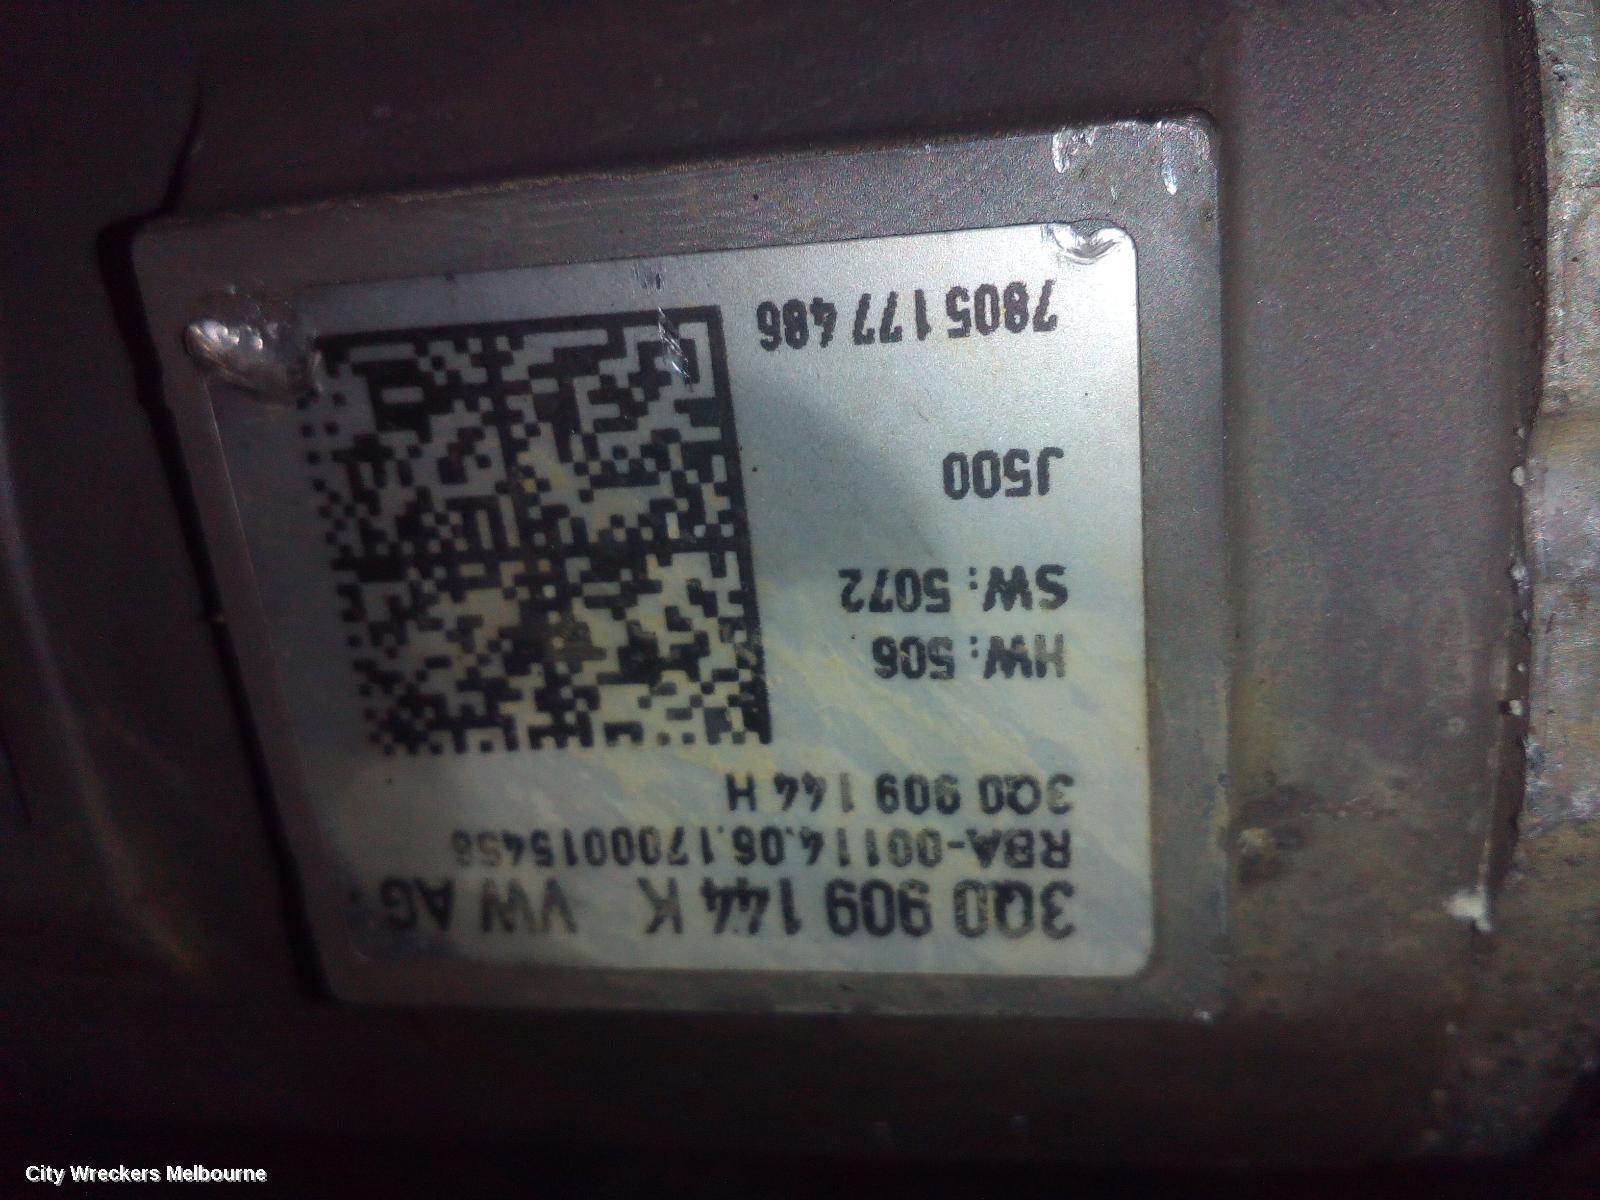 3Q0 909 144 K VW AG
RBA-00114.06.1700015458
3Q0 909 144 H
HW: 506
SW: 5072
J500
7805 177 486
City Wreckers Melbourne